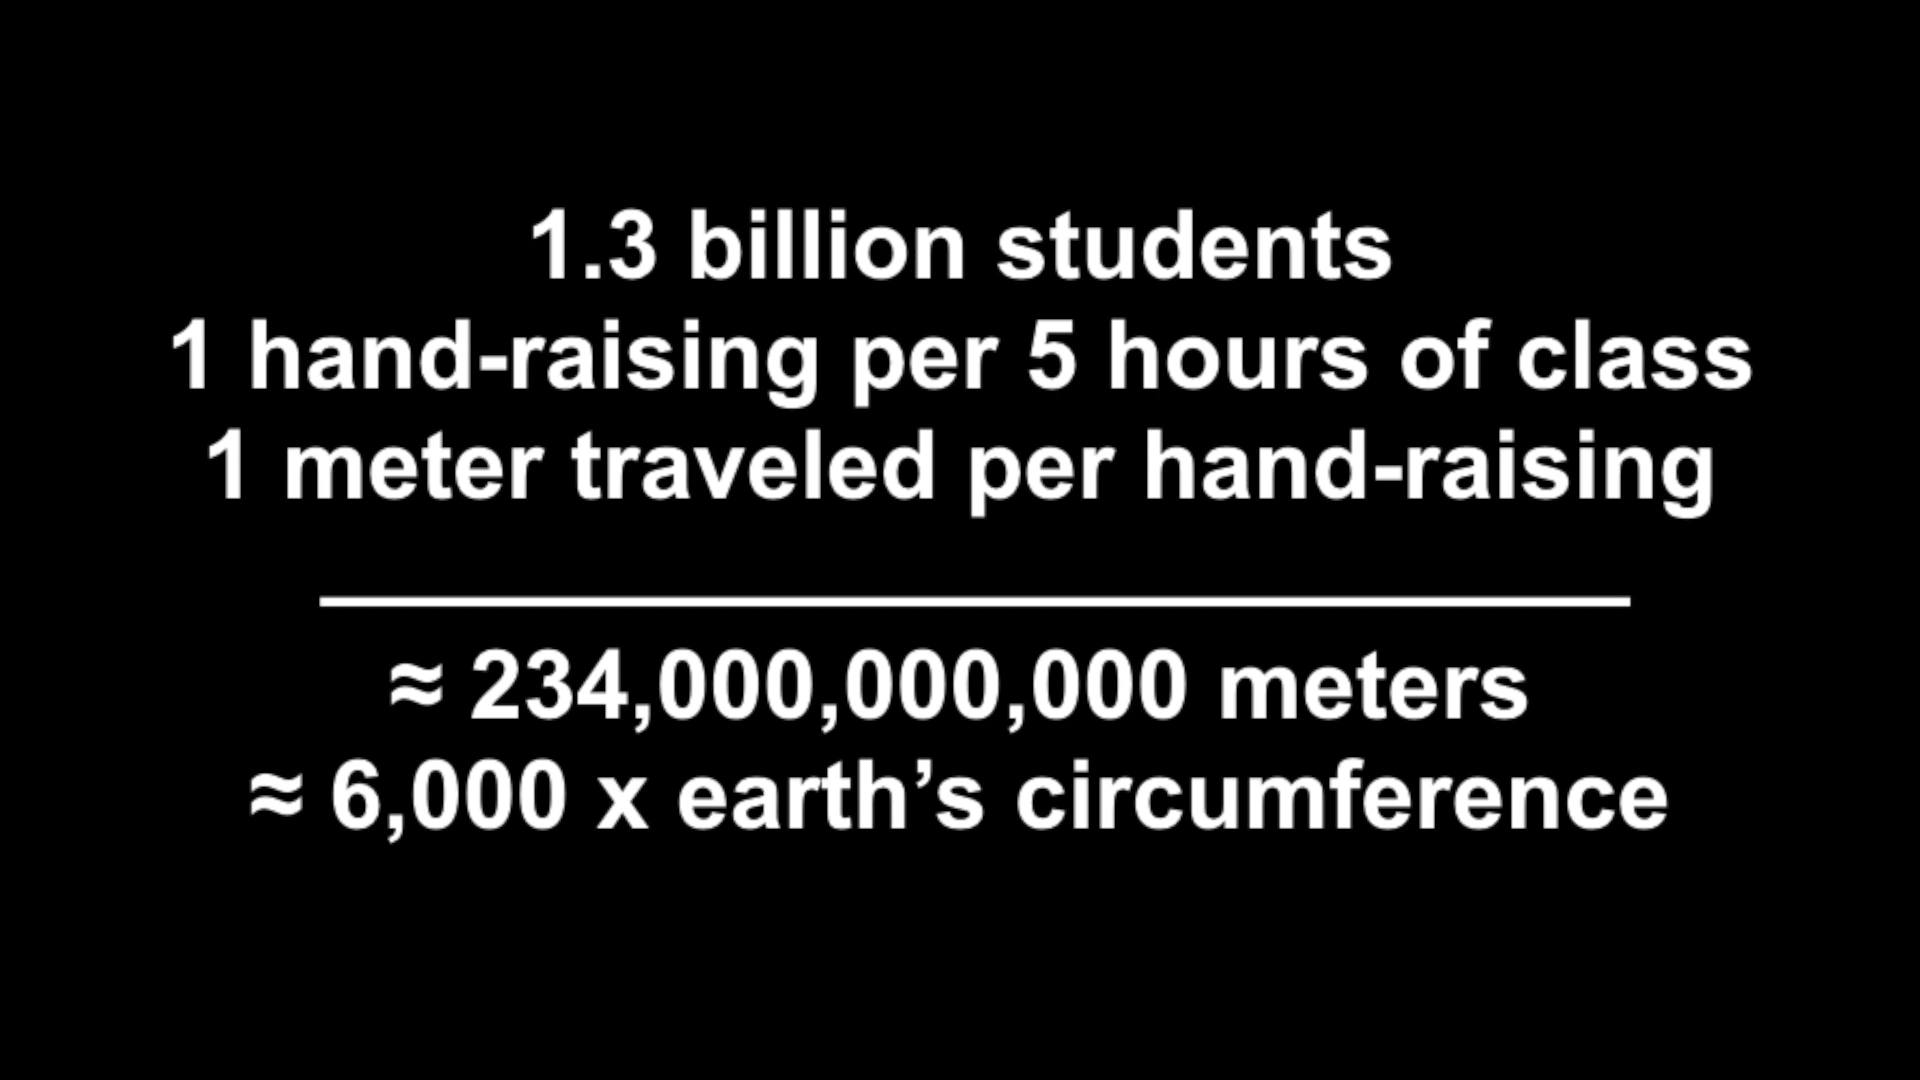 1.3 billion students
1 hand-raising per 5 hours of class
1 meter traveled per hand-raising
≈ 234,000,000,000 meters
≈ 6,000 x earth’s circumference